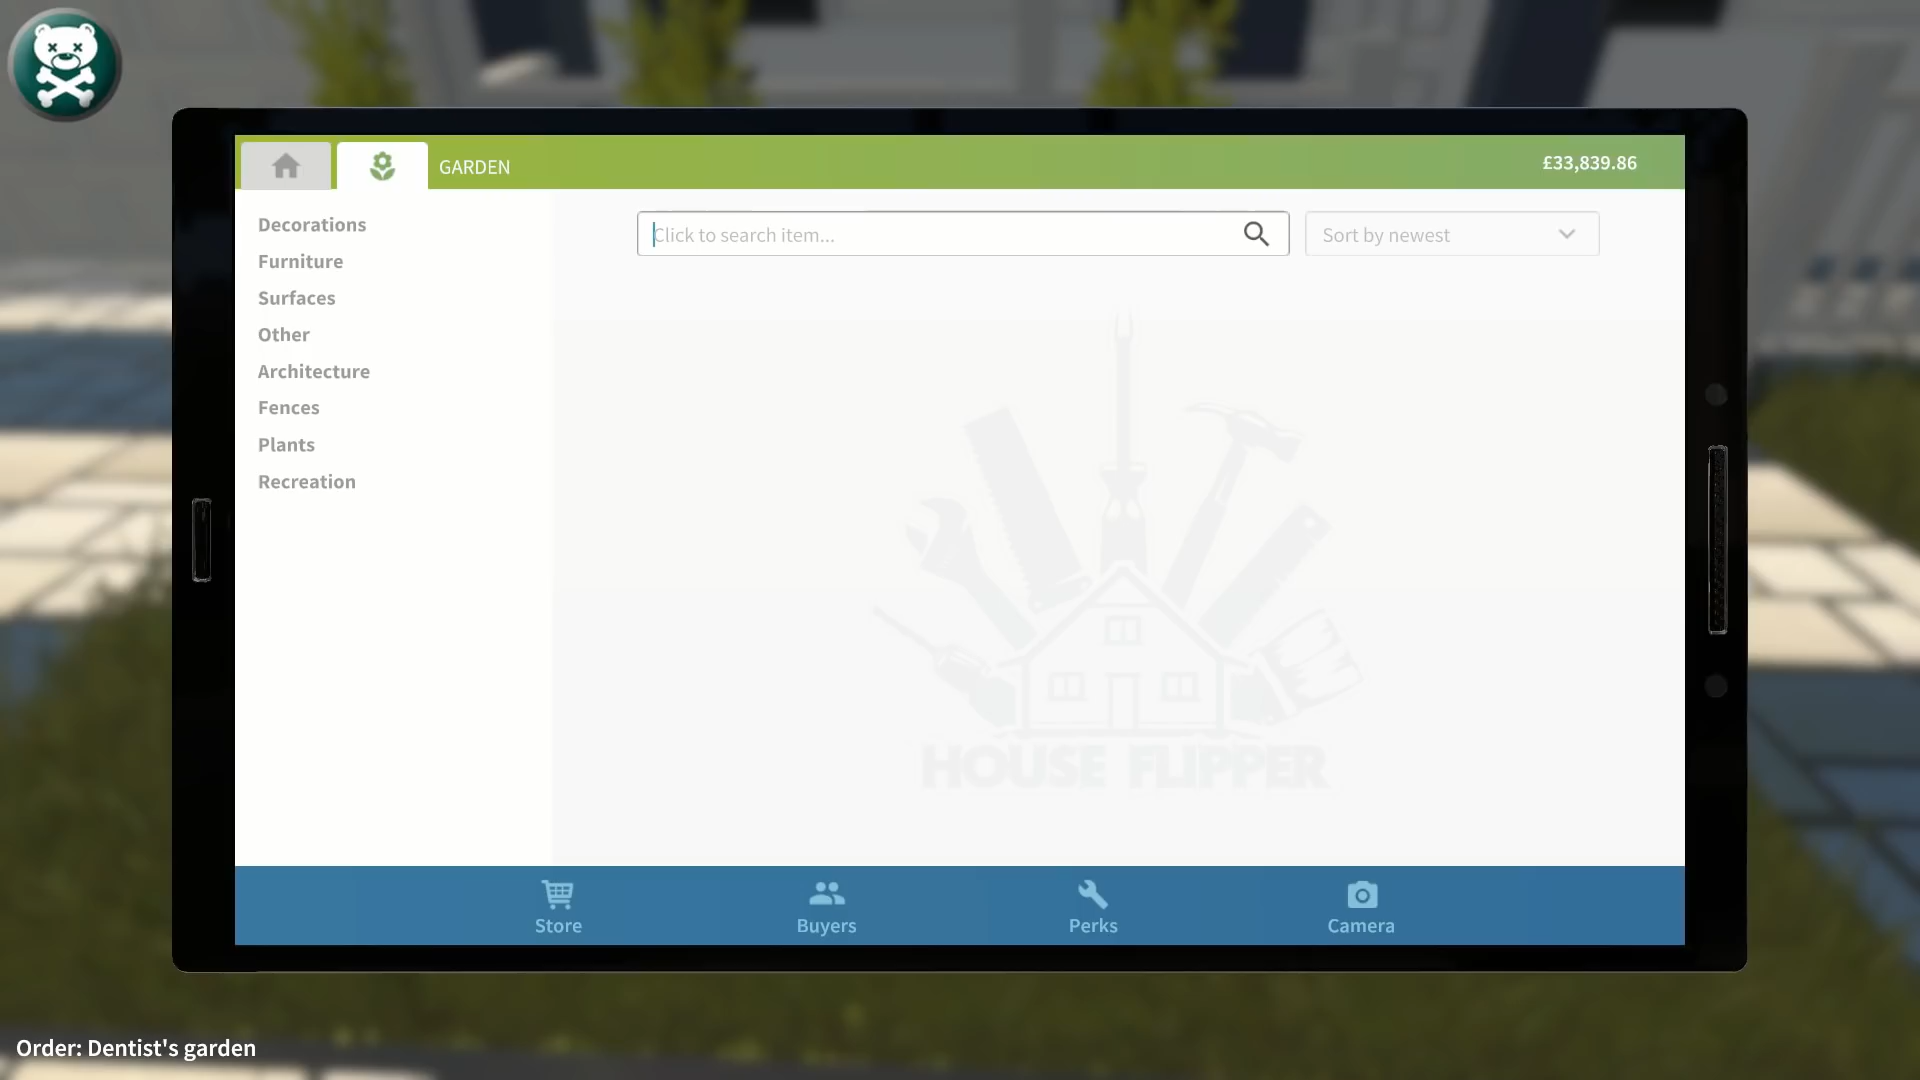 GARDEN
£33,839.86
Decorations
Furniture
Surfaces
Other
Architecture
Fences
Plants
Recreation
Click to search item...
Sort by newest
HOUSE FLIPPER
Store
Buyers
Perks
Camera
Order: Dentist's garden